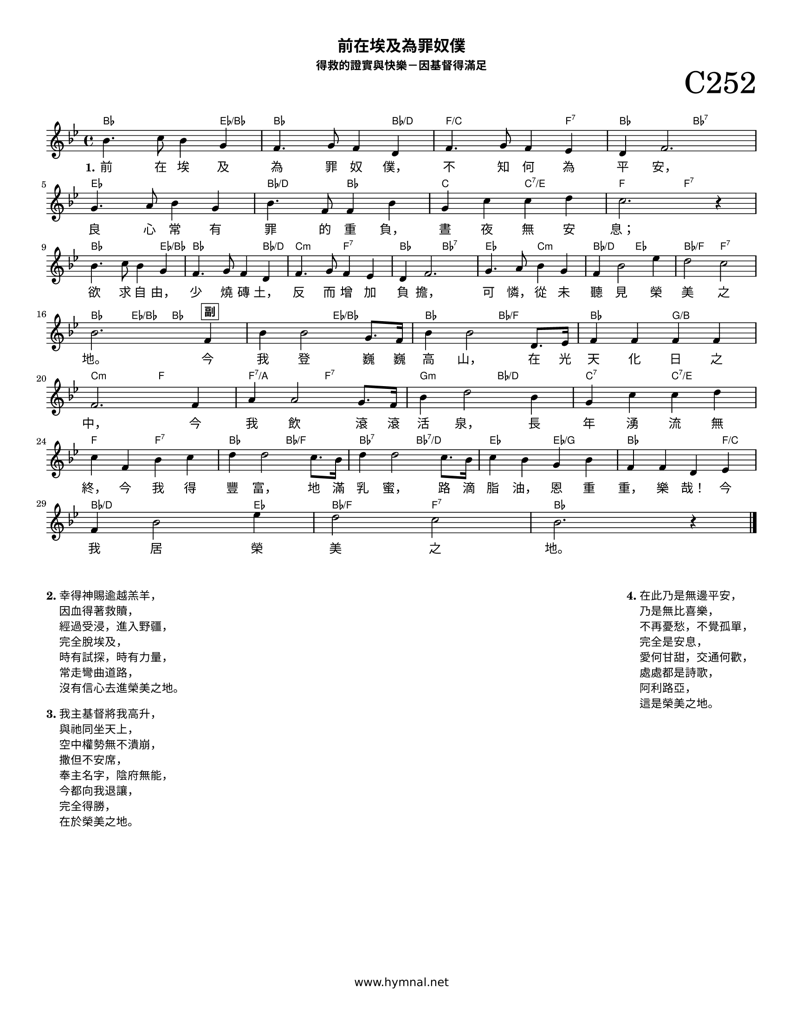 前在埃及為罪奴僕
得救的證實與快樂－因基督得滿足
C252
B♭ E♭/B♭ B♭ B♭/D F/C F7 B♭ B♭7
1. 前 在 埃 及 為 罪 奴 僕， 不 知 何 為 平 安，
5 E♭ B♭/D B♭ C C7/E F F7
良 心 常 有 罪 的 重 負， 晝 夜 無 安 息；
9 B♭ E♭/B♭ B♭ B♭/D Cm F7 B♭ B♭7 E♭ Cm B♭/D E♭ B♭/F F7
欲 求 自 由， 少 燒 磚 土， 反 而 增 加 負 擔， 可 憐， 從 未 聽 見 榮 美 之
16 B♭ E♭/B♭ B♭ 副 E♭/B♭ B♭ B♭/F B♭ G/B
地。 今 我 登 巍 巍 高 山， 在 光 天 化 日 之
20 Cm F F7/A F7 Gm B♭/D C7 C7/E
中， 今 我 飲 滾 滾 活 泉， 長 年 湧 流 無
24 F F7 B♭ B♭/F B♭7 B♭7/D E♭ E♭/G B♭ F/C
終， 今 我 得 豐 富， 地 滿 乳 蜜， 路 滴 脂 油， 恩 重 重， 樂 哉！ 今
29 B♭/D E♭ B♭/F F7 B♭
我 居 榮 美 之 地。
2. 幸得神賜逾越羔羊，
因血得著救贖，
經過受浸，進入野疆，
完全脫埃及，
時有試探，時有力量，
常走彎曲道路，
沒有信心去進榮美之地。
3. 我主基督將我高升，
與祂同坐天上，
空中權勢無不潰崩，
撒但不安席，
奉主名字，陰府無能，
今都向我退讓，
完全得勝，
在於榮美之地。
4. 在此乃是無邊平安，
乃是無比喜樂，
不再憂愁，不覺孤單，
完全是安息，
愛何甘甜，交通何歡，
處處都是詩歌，
阿利路亞，
這是榮美之地。
www.hymnal.net